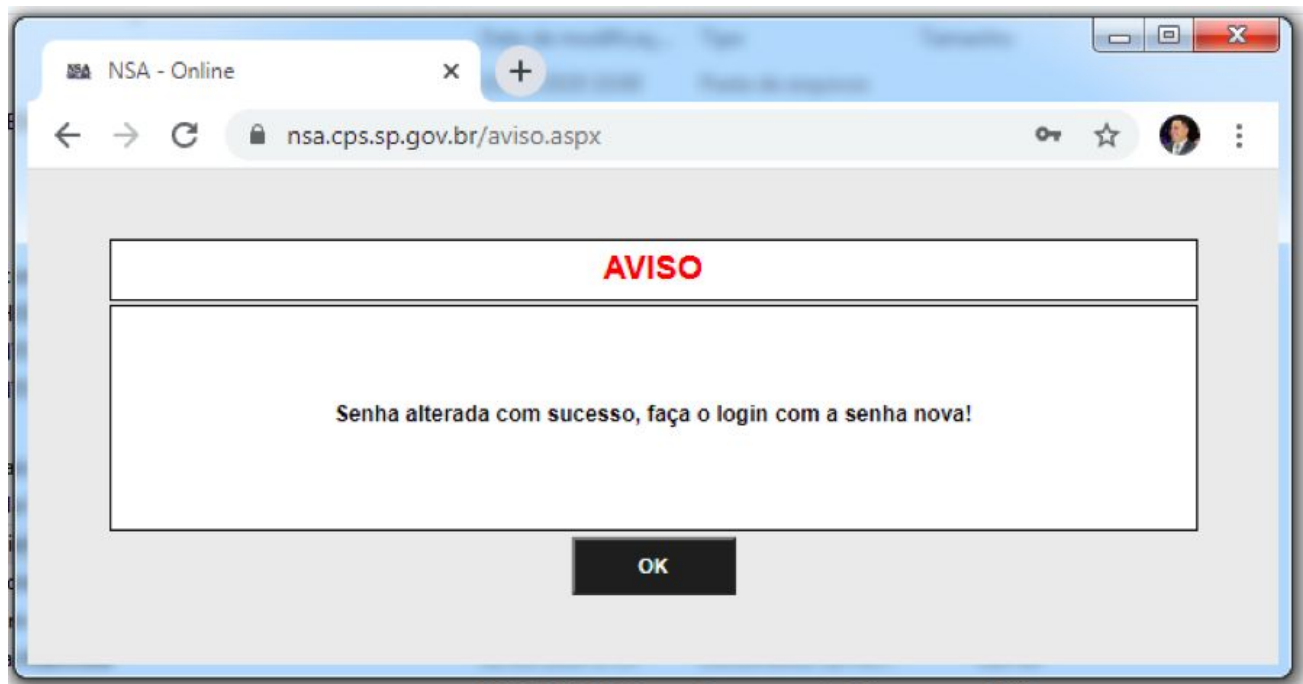 NSA - Online
nsa.cps.sp.gov.br/aviso.aspx
AVISO
Senha alterada com sucesso, faça o login com a senha nova!
OK